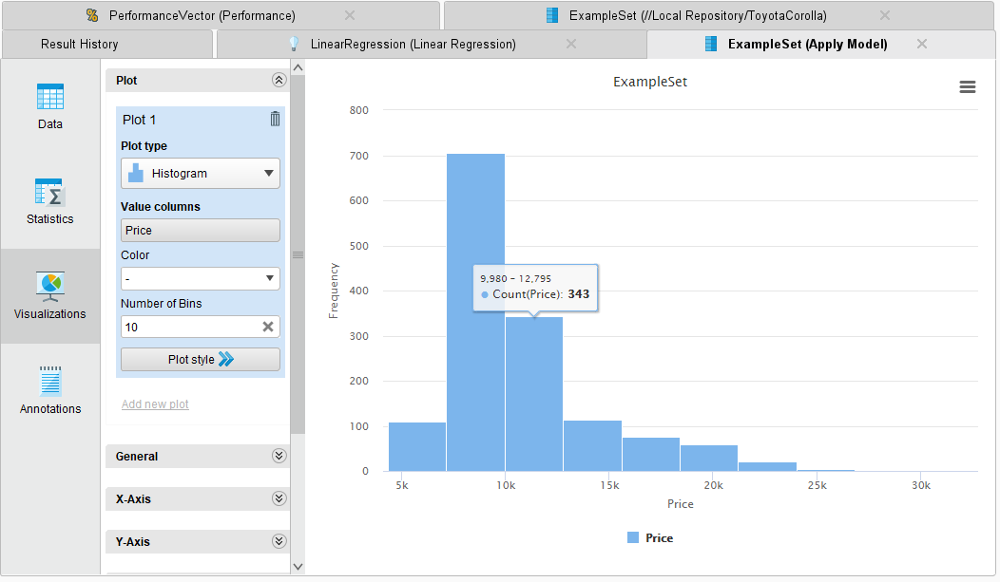 PerformanceVector (Performance)
ExampleSet (//Local Repository/ToyotaCorolla)
Result History
LinearRegression (Linear Regression)
ExampleSet (Apply Model)
Data
Statistics
Visualizations
Annotations
Plot
Plot 1
Plot type
Histogram
Value columns
Price
Color
-
Number of Bins
10
Plot style
Add new plot
General
X-Axis
Y-Axis
ExampleSet
Frequency
800
700
600
500
400
300
200
100
0
9,980 – 12,795
Count(Price): 343
5k 10k 15k 20k 25k 30k
Price
Price